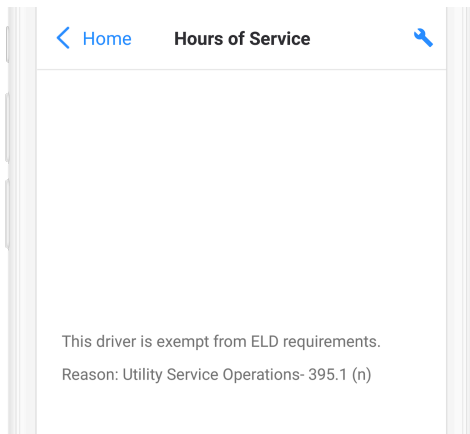 Home
Hours of Service
This driver is exempt from ELD requirements.
Reason: Utility Service Operations- 395.1 (n)